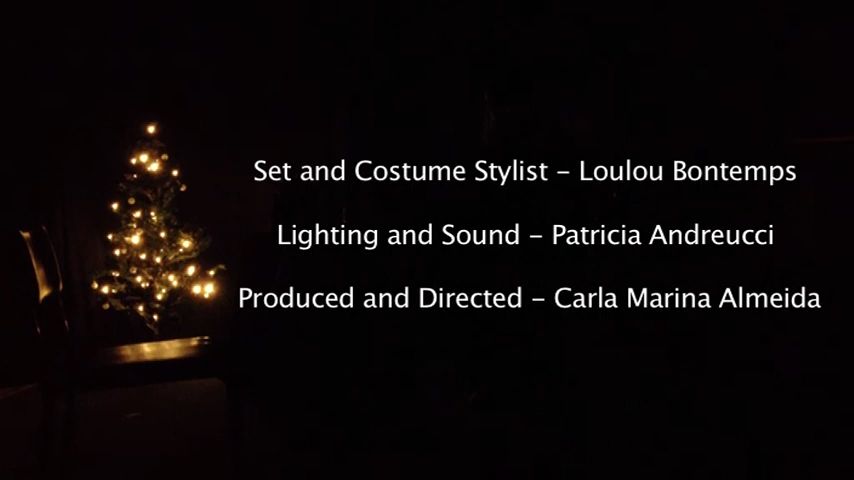 Set and Costume Stylist – Loulou Bontemps
Lighting and Sound – Patricia Andreucci
Produced and Directed – Carla Marina Almeida